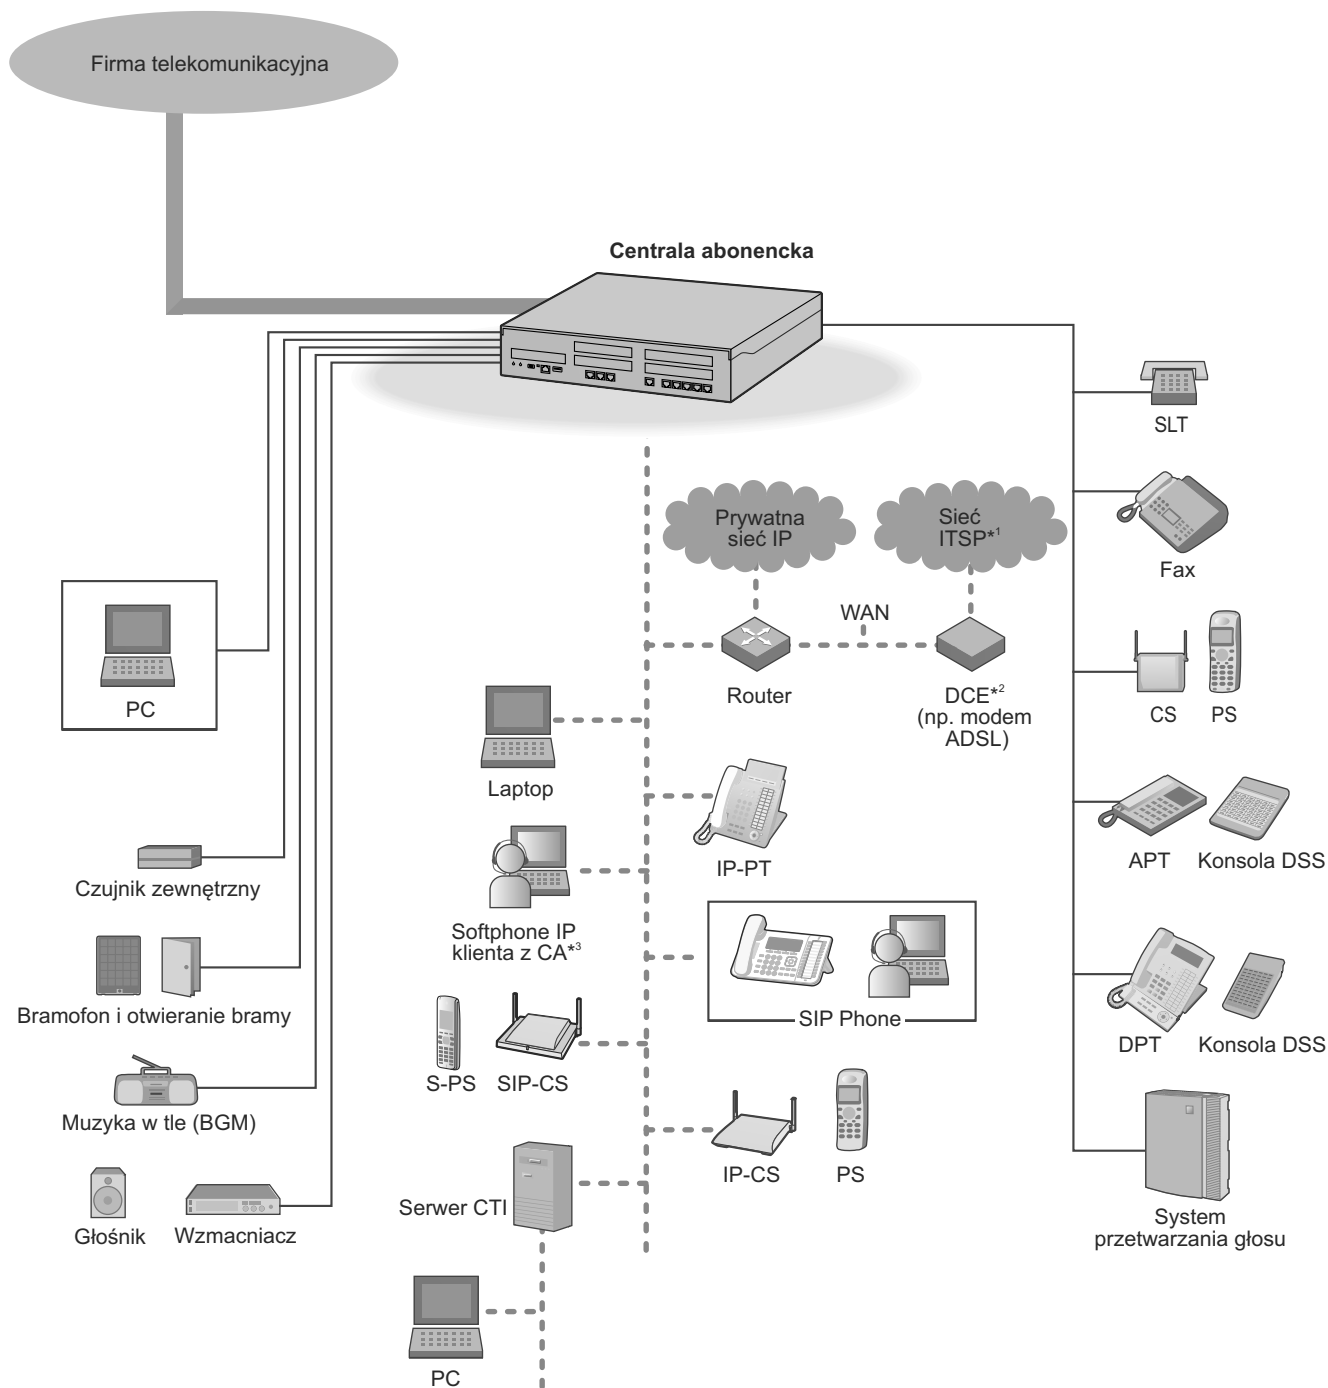 Firma telekomunikacyjna
Centrala abonencka
SLT
Prywatna
sieć IP
Sieć
ITSP*1
Fax
WAN
PC
Router
DCE*2
(np. modem
ADSL)
CS
PS
Laptop
IP-PT
APT
Konsola DSS
Czujnik zewnętrzny
Softphone IP
klienta z CA*3
Bramofon i otwieranie bramy
SIP Phone
DPT
Konsola DSS
S-PS
SIP-CS
Muzyka w tle (BGM)
IP-CS
PS
Serwer CTI
Głośnik
Wzmacniacz
System
przetwarzania głosu
PC